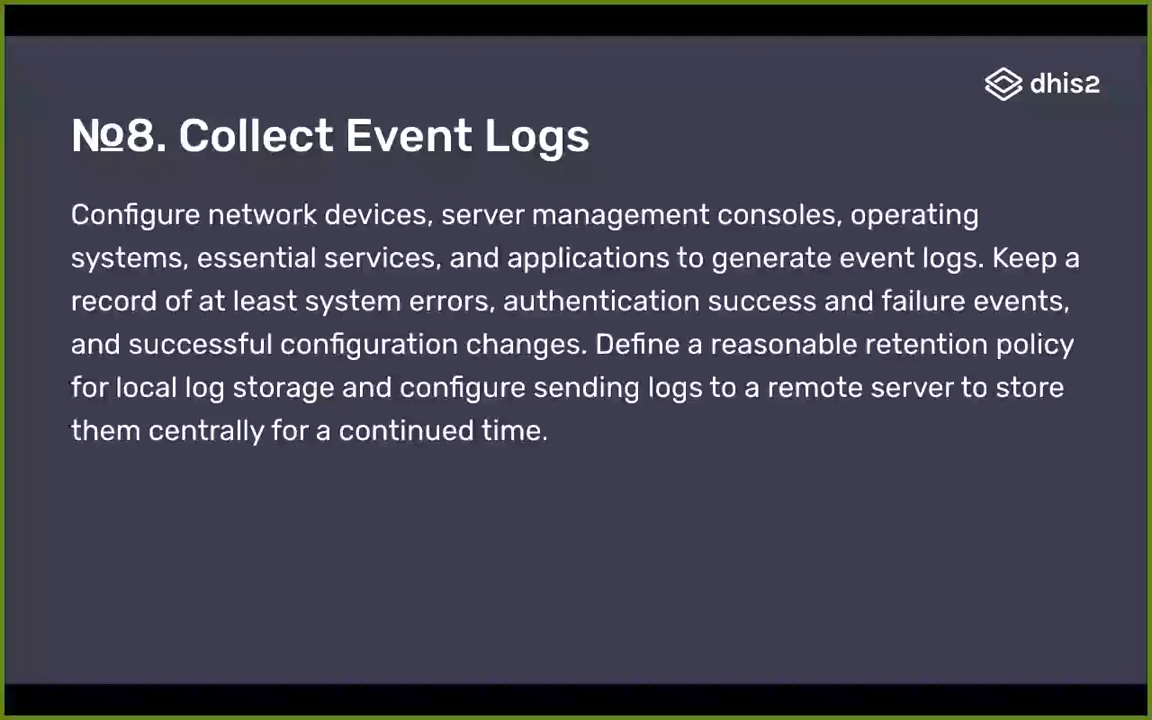 dhis2
№8. Collect Event Logs
Configure network devices, server management consoles, operating
systems, essential services, and applications to generate event logs. Keep a
record of at least system errors, authentication success and failure events,
and successful configuration changes. Define a reasonable retention policy
for local log storage and configure sending logs to a remote server to store
them centrally for a continued time.